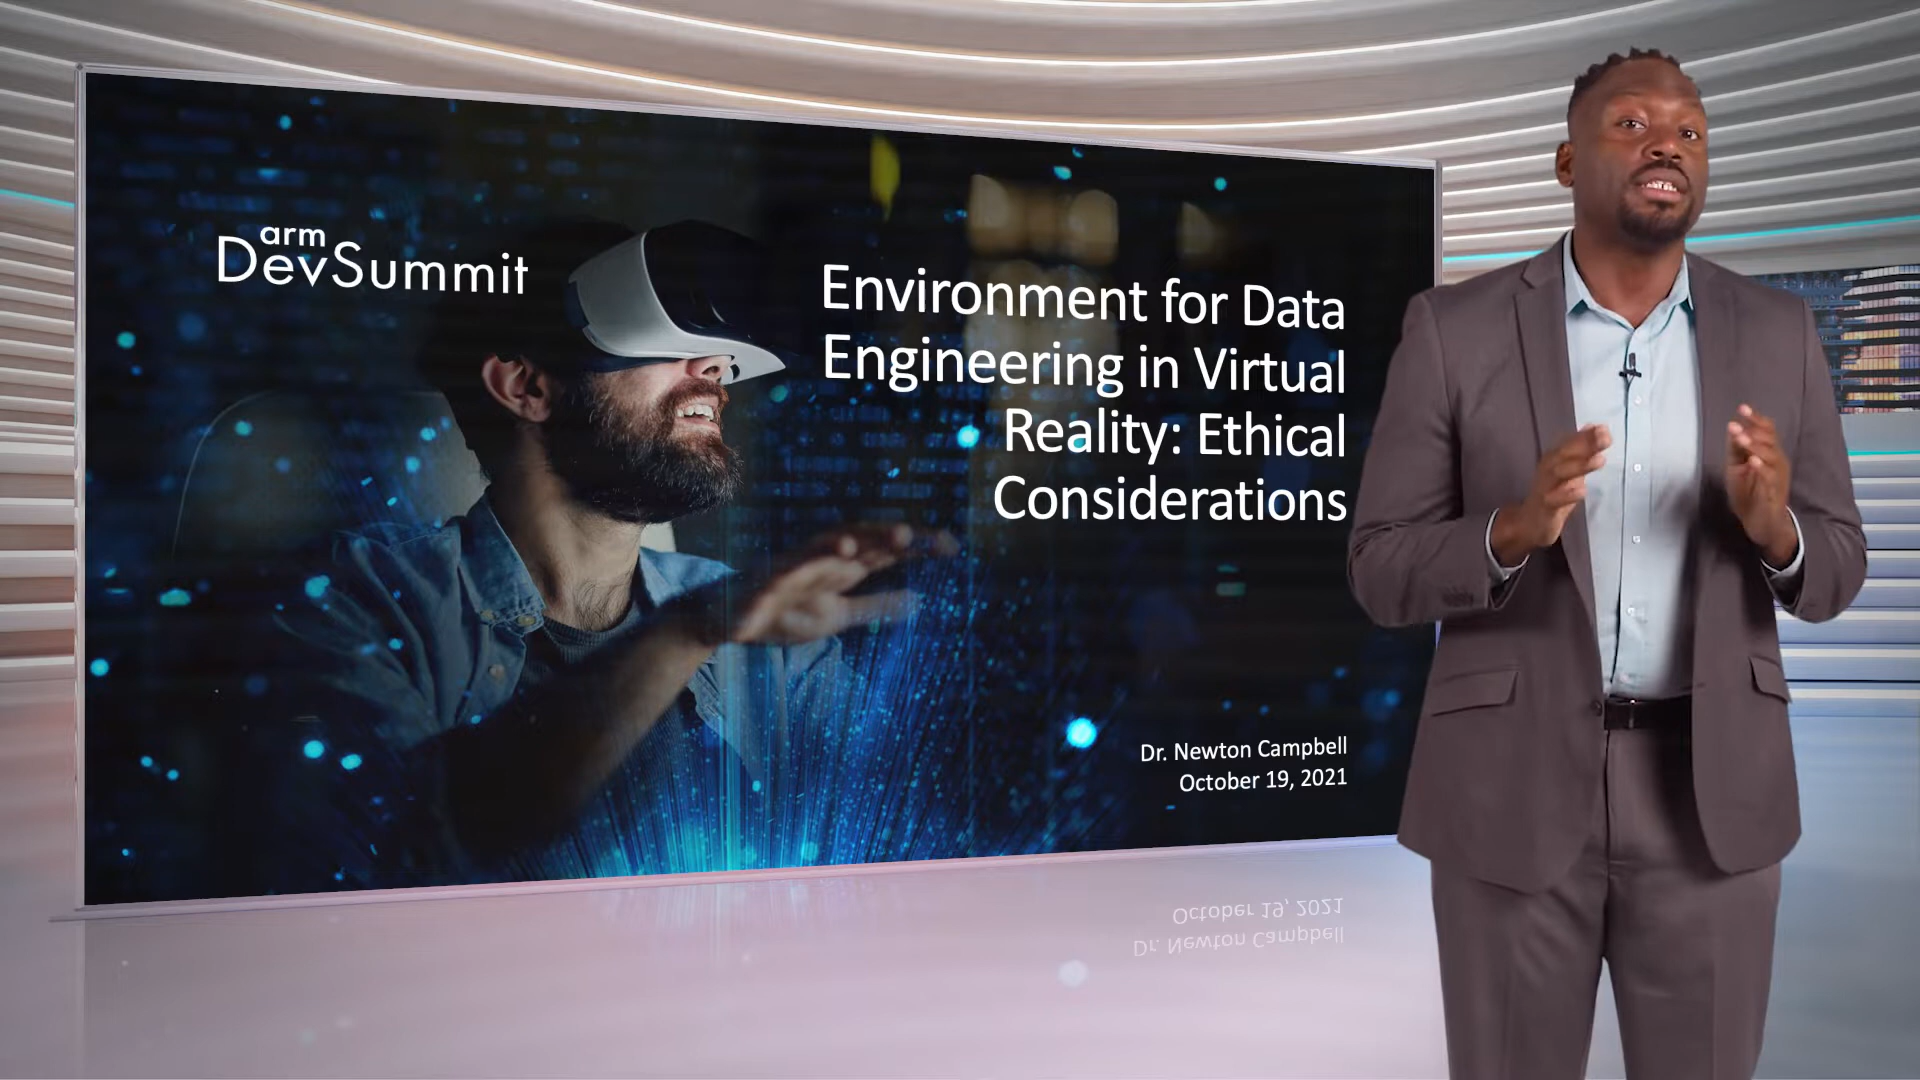 arm
DevSummit
Environment for Data
Engineering in Virtual
Reality: Ethical
Considerations
Dr. Newton Campbell
October 19, 2021
October 19, 2021
Dr. Newton Campbell